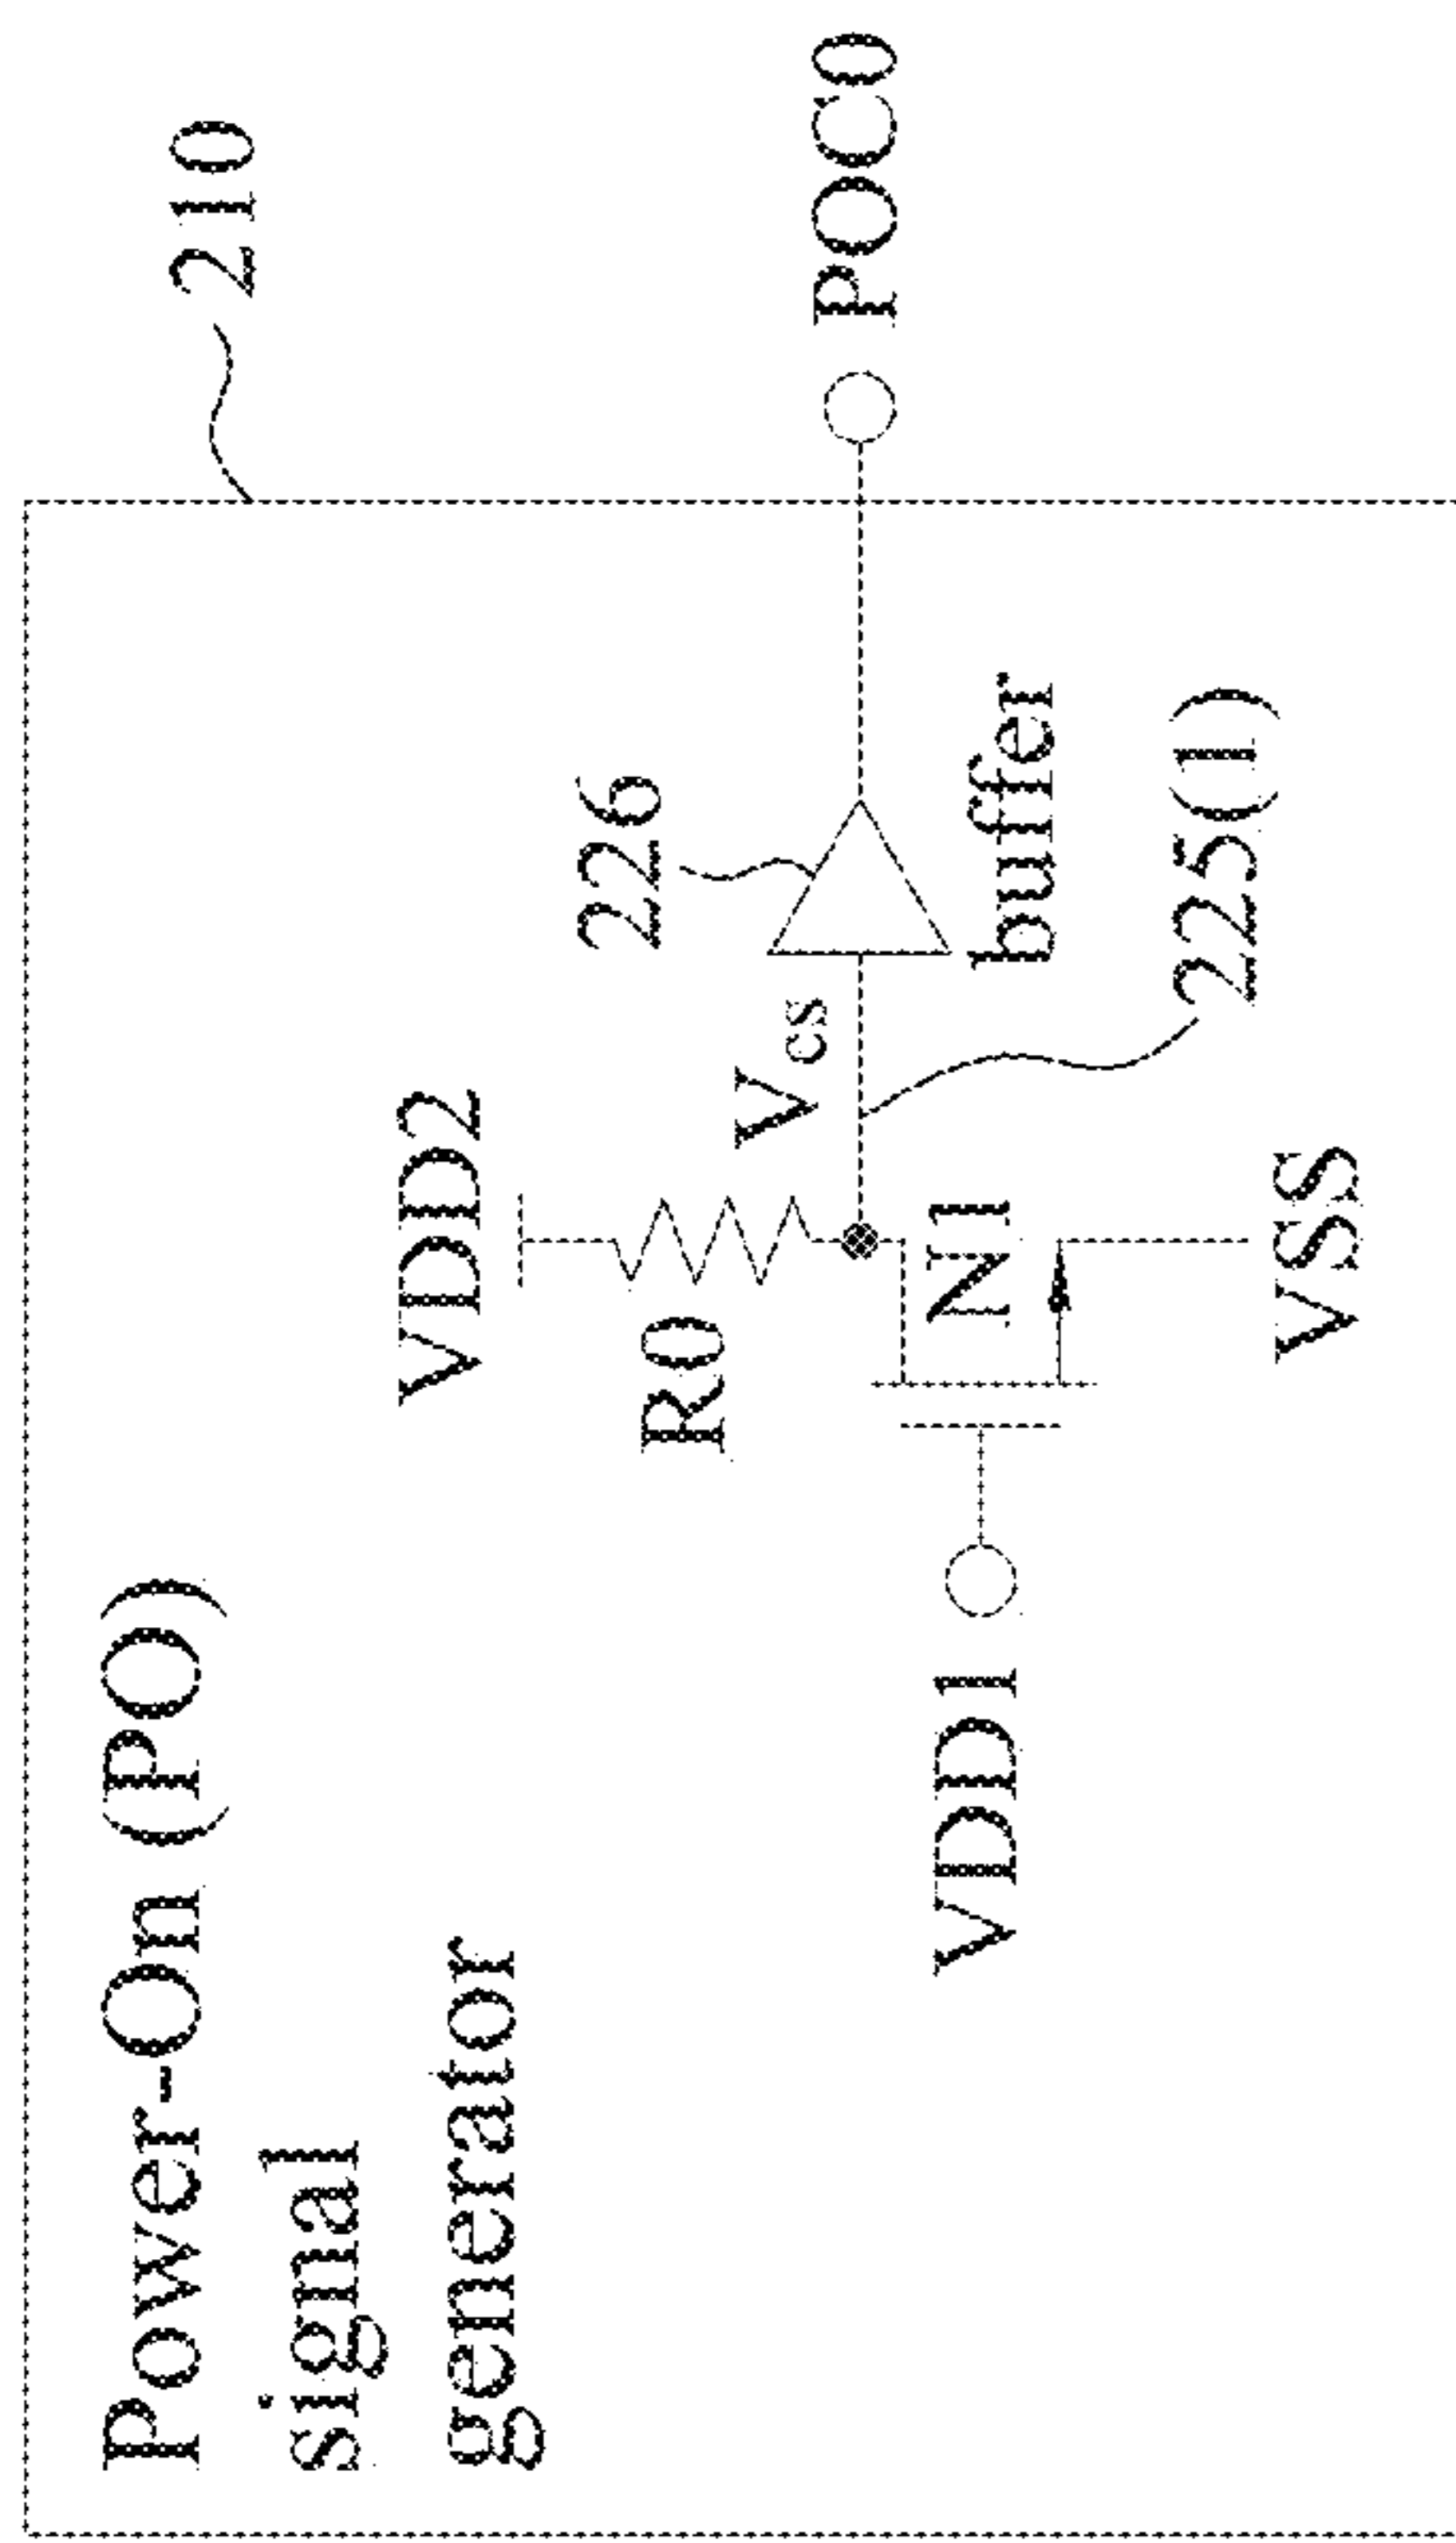 Power-On (PO)
signal
generator
210
VDD2
R0
226
Vcs
POC0
buffer
N1
VDD1
225(1)
VSS